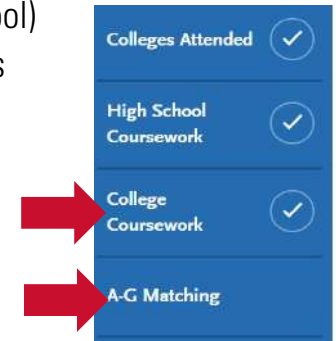 ool)
s
Colleges Attended
High School
Coursework
College
Coursework
A-G Matching